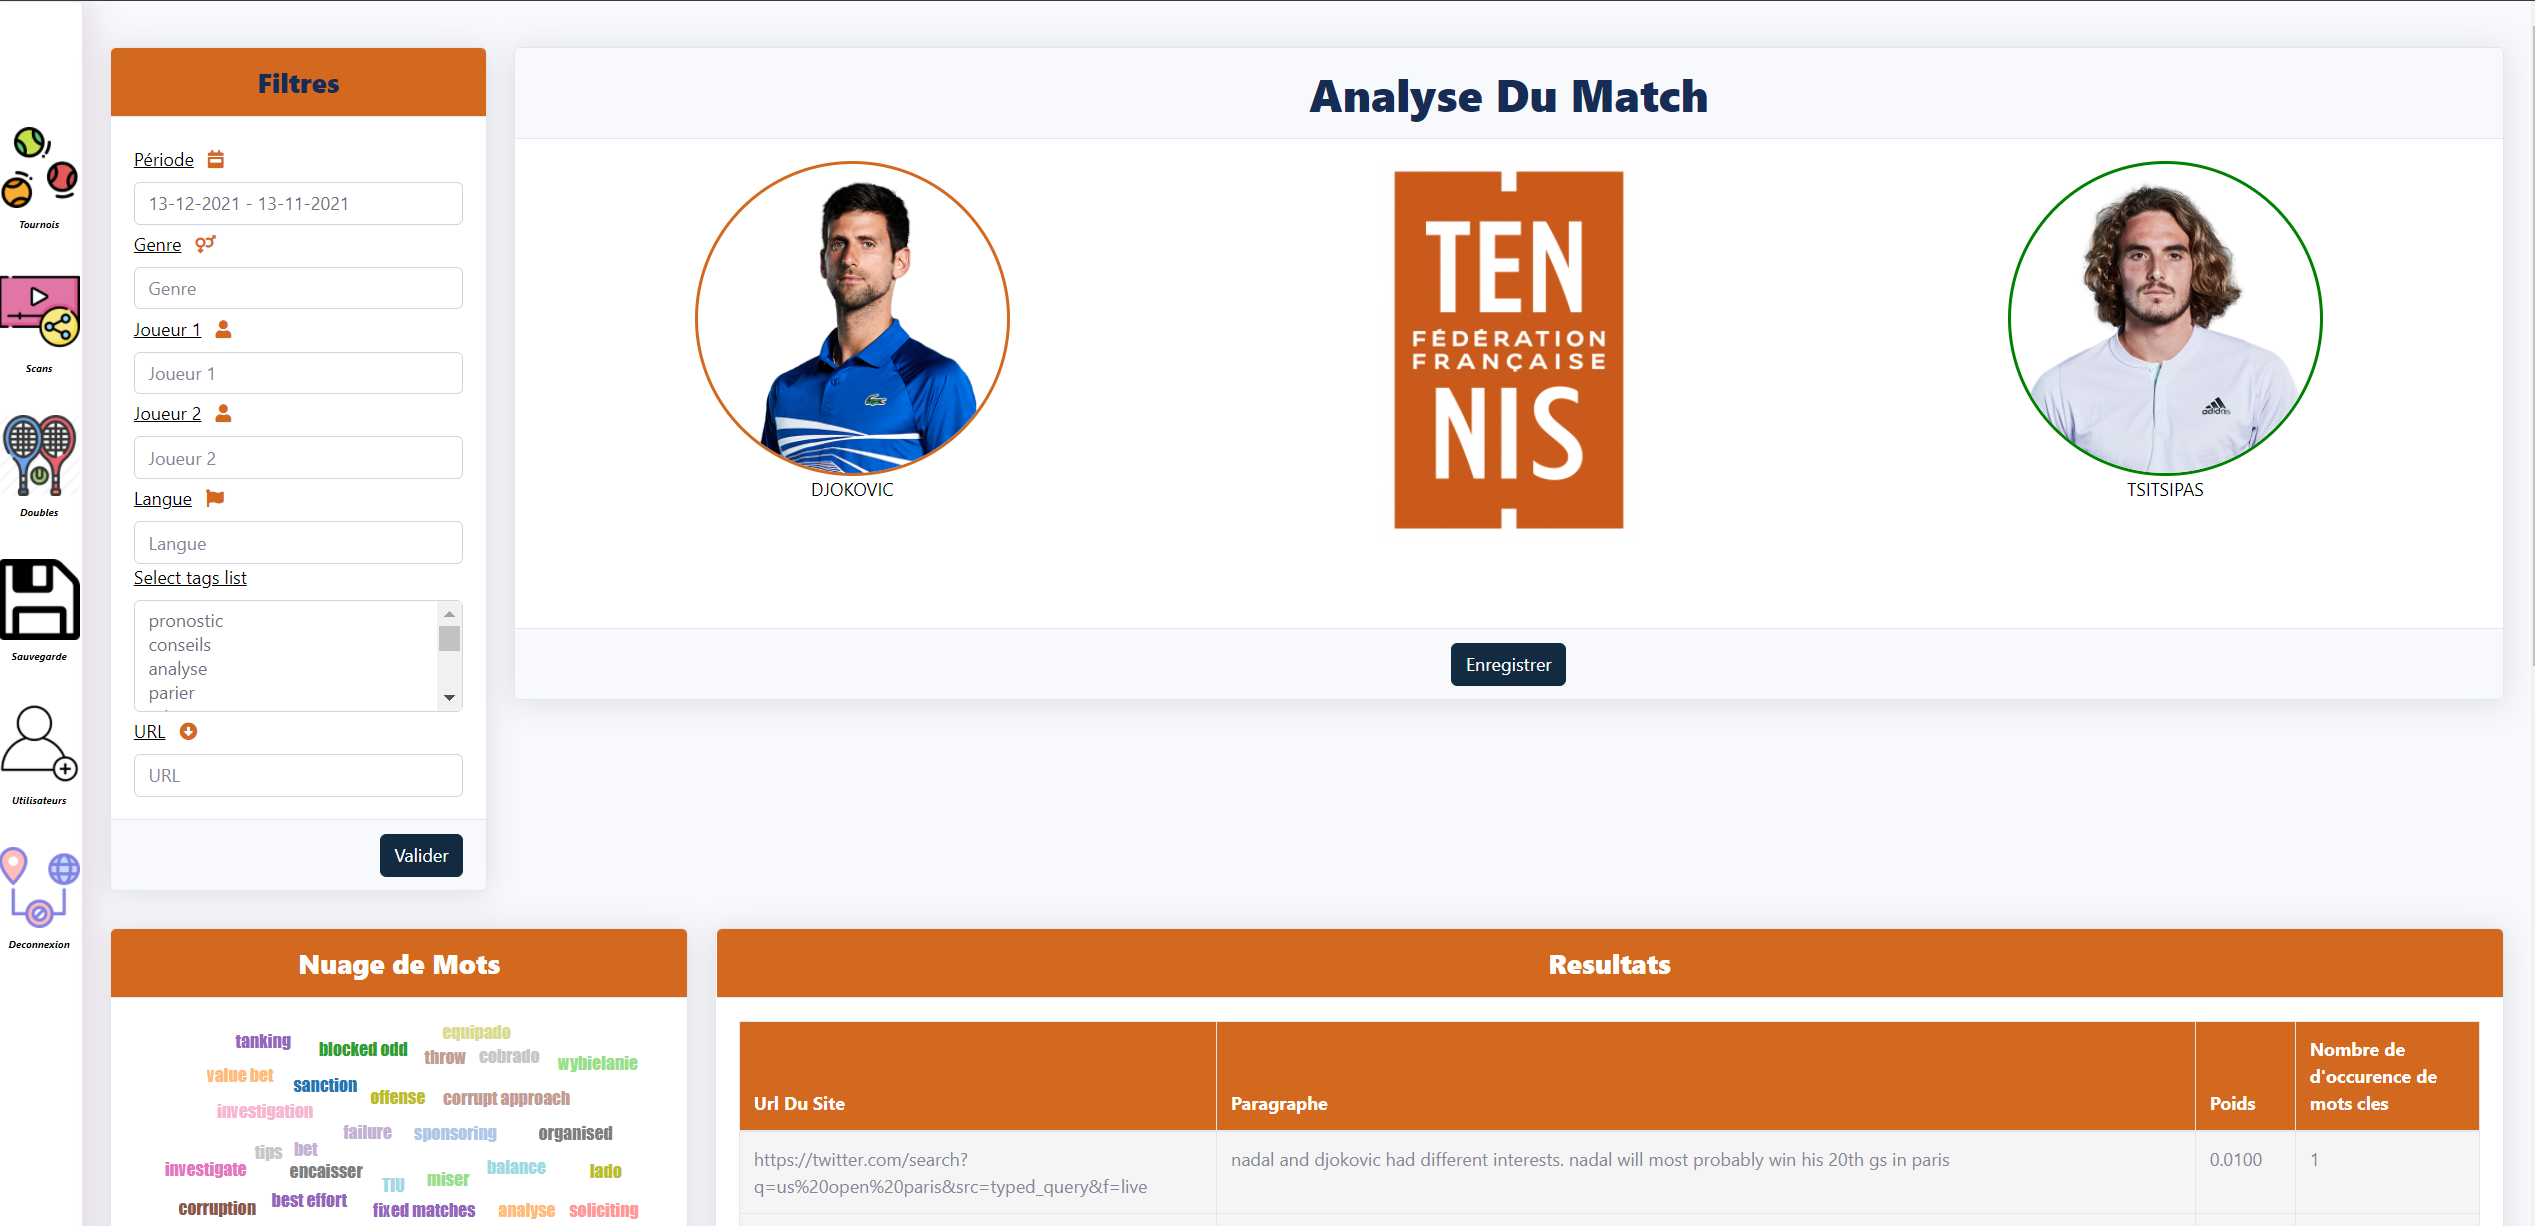 Tournois
Scans
Doubles
Sauvegarde
Utilisateurs
Deconnexion
Filtres
Période
13-12-2021 - 13-11-2021
Genre
Genre
Joueur 1
Joueur 1
Joueur 2
Joueur 2
Langue
Langue
Select tags list
pronostic
conseils
analyse
parier
URL
URL
Valider
Analyse Du Match
DJOKOVIC
TEN
FÉDÉRATION
FRANÇAISE
NIS
adidas
TSITSIPAS
Enregistrer
Nuage de Mots
equipado
tanking
blocked odd
throw
cobrado
wybielanie
value bet
sanction
offense
corrupt approach
investigation
failure
sponsoring
organised
tips
bet
investigate
encaisser
balance
lado
TIU
miser
corruption
best effort
fixed matches
analyse
soliciting
Resultats
Url Du Site
Paragraphe
Poids
Nombre de
d'occurence de
mots cles
https://twitter.com/search?
q=us%20open%20paris&src=typed_query&f=live
nadal and djokovic had different interests. nadal will most probably win his 20th gs in paris
0.0100
1